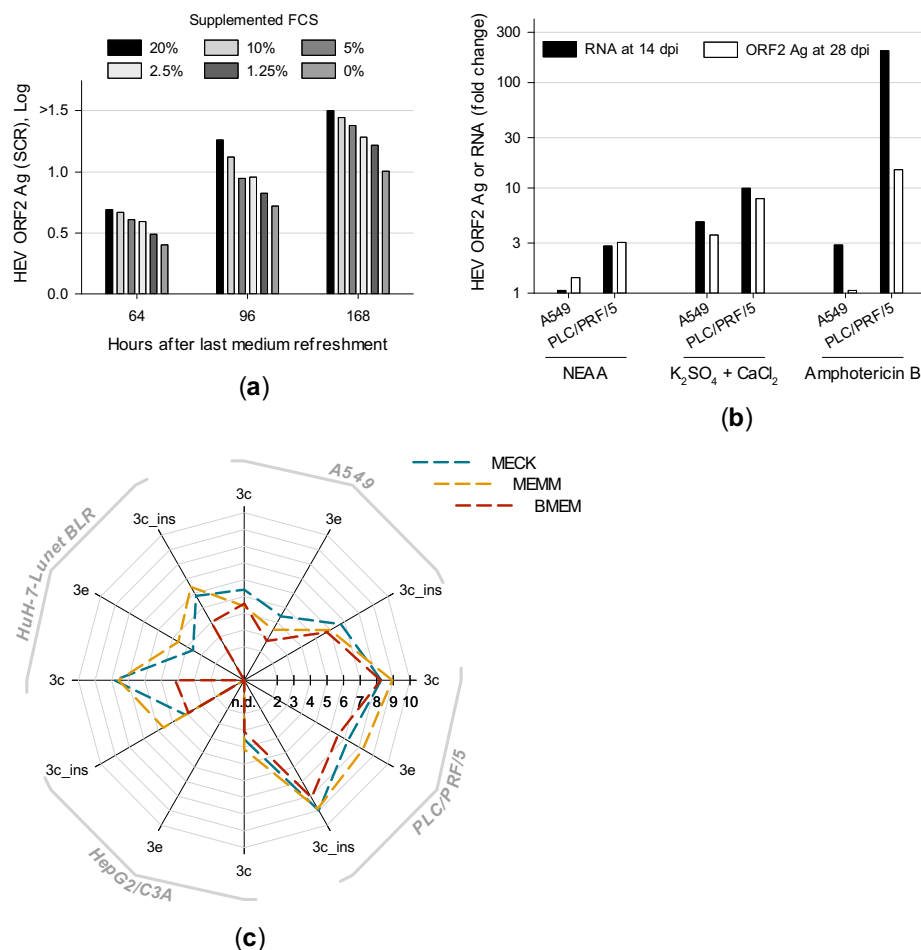 Supplemented FCS
20% 10% 5%
2.5% 1.25% 0%
HEV ORF2 Ag (SCR), Log
>1.5
1.0
0.5
0.0
64 96 168
Hours after last medium refreshment
(a)
HEV ORF2 Ag or RNA (fold change)
300
100
30
10
3
1
RNA at 14 dpi ORF2 Ag at 28 dpi
A549 PLC/PRF/5 A549 PLC/PRF/5 A549 PLC/PRF/5
NEAA K₂SO₄ + CaCl₂ Amphotericin B
(b)
MECK
MEMM
BMEM
A549
HuH-7-Lunet BLR
PLC/PRF/5
HepG2/C3A
3c
3e
3c_ins
3c
3e
3c_ins
3c
3e
3c_ins
3c
3e
3c_ins
n.d. 2 3 4 5 6 7 8 9 10
(c)